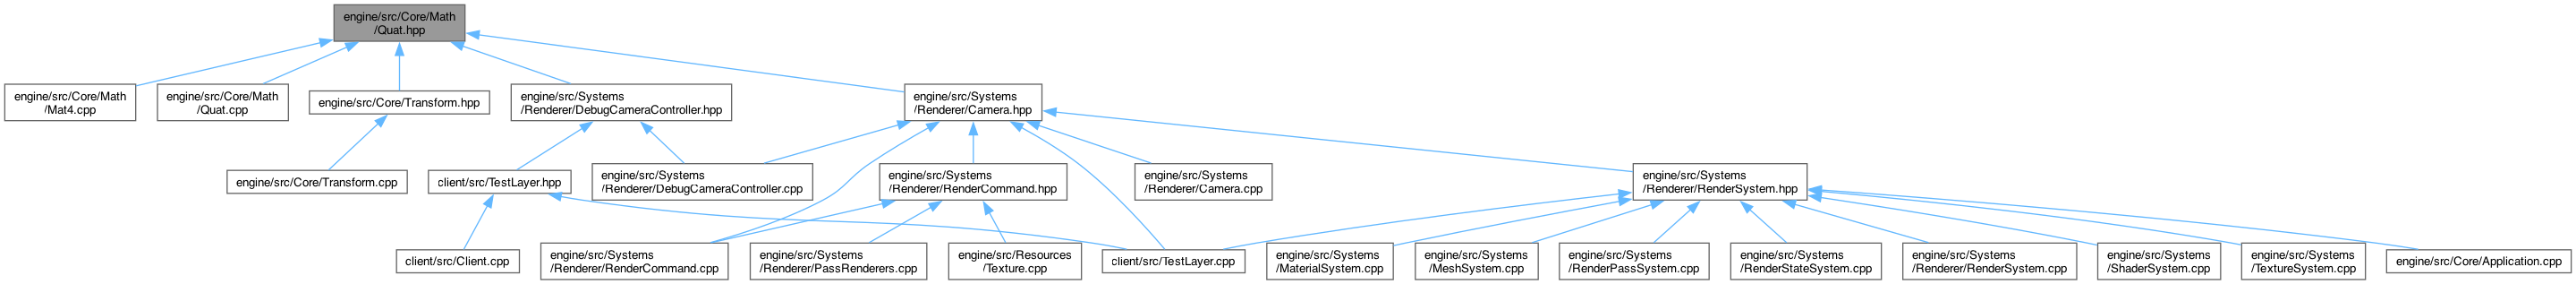 engine/src/Core/Math
/Quat.hpp
engine/src/Core/Math
/Mat4.cpp
engine/src/Core/Math
/Quat.cpp
engine/src/Core/Transform.hpp
engine/src/Systems
/Renderer/DebugCameraController.hpp
engine/src/Systems
/Renderer/Camera.hpp
engine/src/Core/Transform.cpp
client/src/TestLayer.hpp
engine/src/Systems
/Renderer/DebugCameraController.cpp
engine/src/Systems
/Renderer/RenderCommand.hpp
engine/src/Systems
/Renderer/Camera.cpp
engine/src/Systems
/Renderer/RenderSystem.hpp
client/src/Client.cpp
engine/src/Systems
/Renderer/RenderCommand.cpp
engine/src/Systems
/Renderer/PassRenderers.cpp
engine/src/Resources
/Texture.cpp
client/src/TestLayer.cpp
engine/src/Systems
/MaterialSystem.cpp
engine/src/Systems
/MeshSystem.cpp
engine/src/Systems
/RenderPassSystem.cpp
engine/src/Systems
/RenderStateSystem.cpp
engine/src/Systems
/Renderer/RenderSystem.cpp
engine/src/Systems
/ShaderSystem.cpp
engine/src/Systems
/TextureSystem.cpp
engine/src/Core/Application.cpp